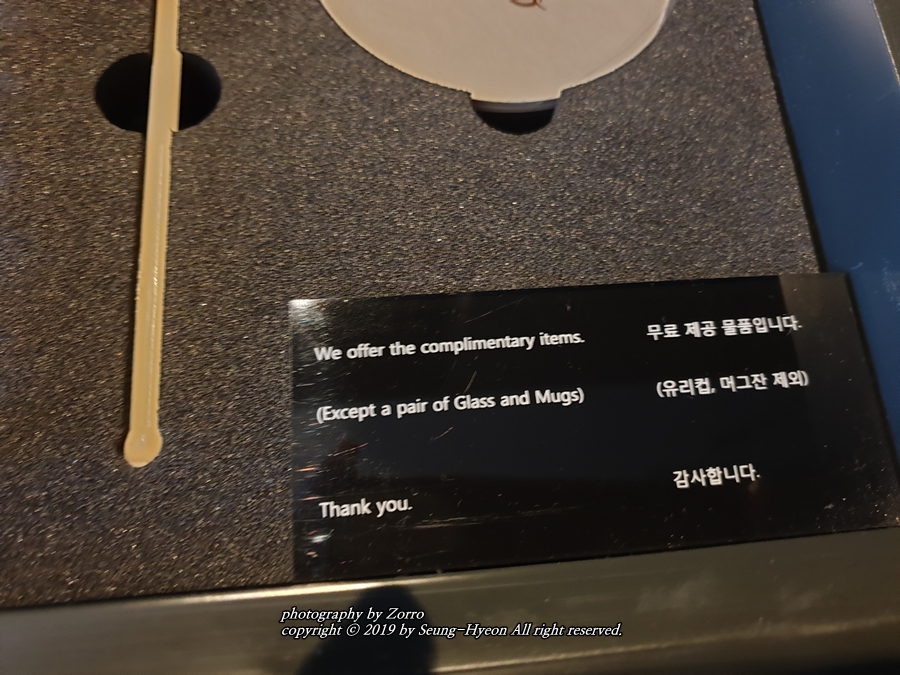 We offer the complimentary items.
무료 제공 물품입니다.
(Except a pair of Glass and Mugs)
(유리컵, 머그잔 제외)
Thank you.
감사합니다.
photography by Zorro
copyright © 2019 by Seung-Hyeon All right reserved.